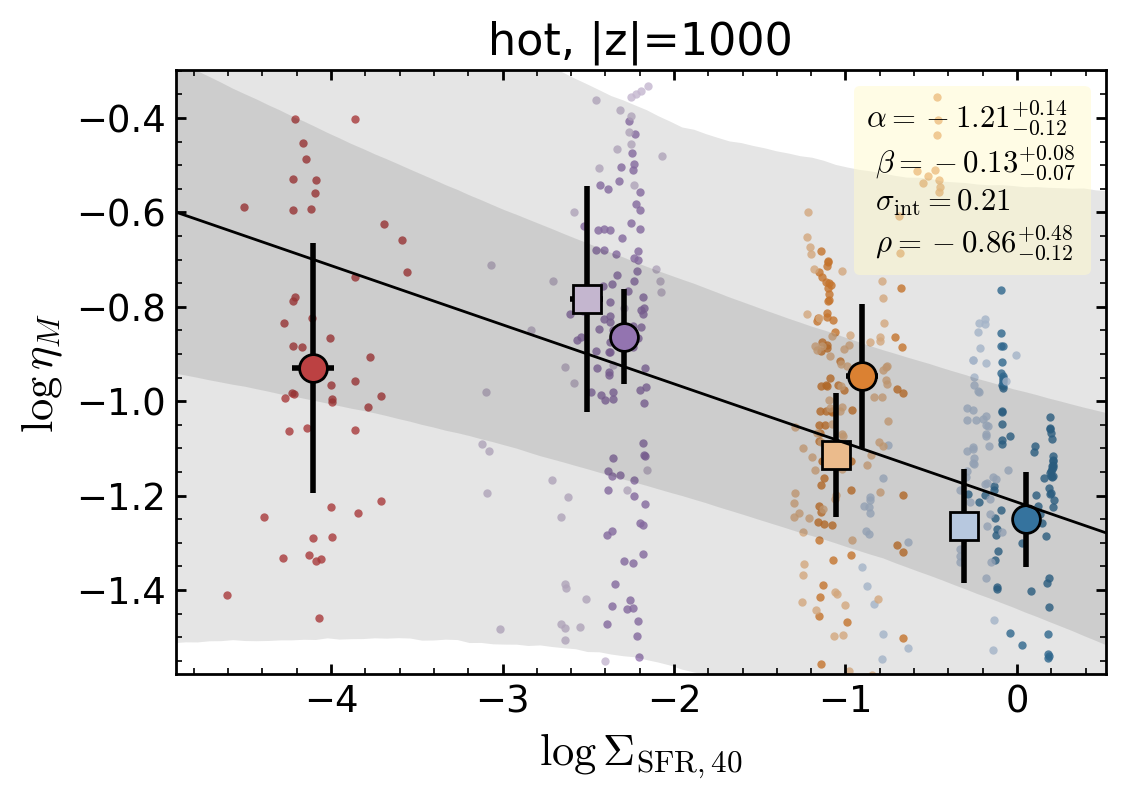 hot, |z|=1000
−0.4
−0.6
−0.8
−1.0
−1.2
−1.4
log η_M
α = − 1.21^{+0.14}_{−0.12}
β = − 0.13^{+0.08}_{−0.07}
σ_int = 0.21
ρ = − 0.86^{+0.48}_{−0.12}
−4 −3 −2 −1 0
log Σ_{SFR, 40}